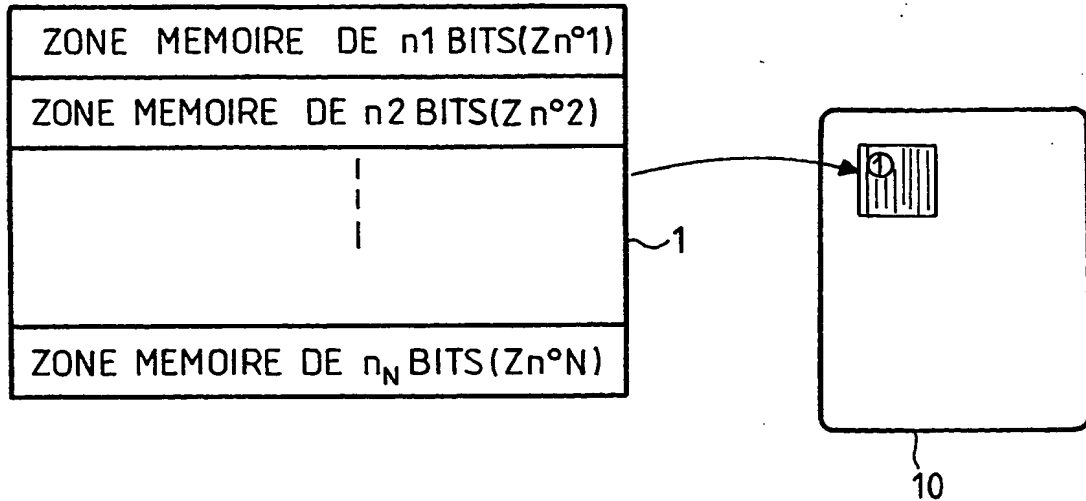 ZONE MEMOIRE DE n1 BITS(Zn°1)
ZONE MEMOIRE DE n2 BITS(Zn°2)
1
1
ZONE MEMOIRE DE nN BITS(Zn°N)
10